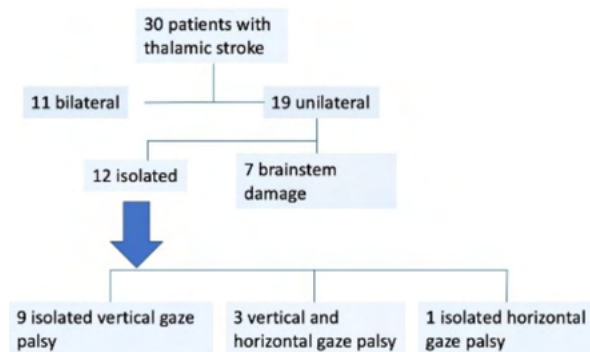 30 patients with
thalamic stroke
11 bilateral
19 unilateral
12 isolated
7 brainstem
damage
9 isolated vertical gaze
palsy
3 vertical and
horizontal gaze palsy
1 isolated horizontal
gaze palsy